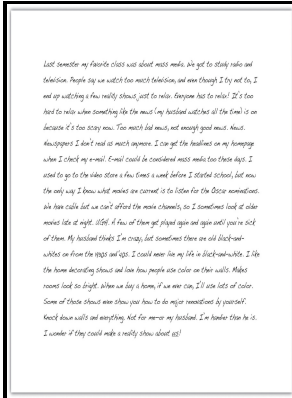 Last semester my favorite class was about mass media. We got to study radio and
television. People say we watch too much television, and even though I try not to, I
end up watching a few reality shows just to relax. Everyone has to relax! It's too
hard to relax when something like the news (my husband watches all the time) is on
because it's too scary now. Too much bad news, not enough good news. News.
Newspapers I don't read as much anymore. I can get the headlines on my homepage
when I check my e-mail. E-mail could be considered mass media too these days. I
used to go to the video store a few times a week before I started school, but now
the only way I know what movies are current is to listen for the Oscar nominations.
We have cable but we can't afford the movie channels, so I sometimes look at older
movies late at night. UGH. A few of them get played again and again until you're sick
of them. My husband thinks I'm crazy, but sometimes there are old black-and-
whites on from the 1930s and '40s. I could never live my life in black-and-white. I like
the home decorating shows and love how people use color on their walls. Makes
rooms look so bright. When we buy a home, if we ever can, I'll use lots of color.
Some of those shows even show you how to do major renovations by yourself.
Knock down walls and everything. Not for me—or my husband. I'm handier than he is.
I wonder if they could make a reality show about us!